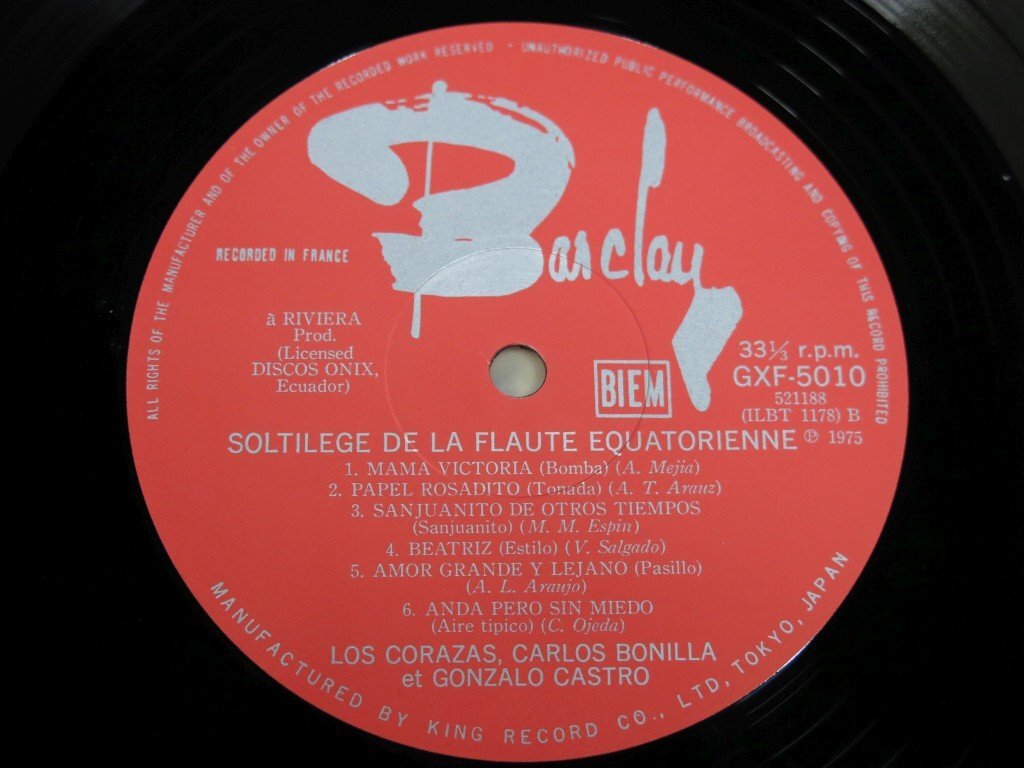 ALL RIGHTS OF THE MANUFACTURER AND OF THE OWNER OF THE RECORDED WORK RESERVED · UNAUTHORIZED PUBLIC PERFORMANCE BROADCASTING AND COPYING OF THIS RECORD PROHIBITED
Barclay
RECORDED IN FRANCE
à RIVIERA
Prod.
(Licensed
DISCOS ONIX,
Ecuador)
BIEM
33⅓ r.p.m.
GXF-5010
521188
(ILBT 1178) B
SOLTILEGE DE LA FLAUTE EQUATORIENNE ℗ 1975
1. MAMA VICTORIA (Bomba) (A. Mejia)
2. PAPEL ROSADITO (Tonada) (A. T. Arauz)
3. SANJUANITO DE OTROS TIEMPOS
(Sanjuanito) (M. M. Espin)
4. BEATRIZ (Estilo) (V. Salgado)
5. AMOR GRANDE Y LEJANO (Pasillo)
(A. L. Araujo)
6. ANDA PERO SIN MIEDO
(Aire tipico) (C. Ojeda)
LOS CORAZAS, CARLOS BONILLA
et GONZALO CASTRO
MANUFACTURED BY KING RECORD CO., LTD, TOKYO, JAPAN